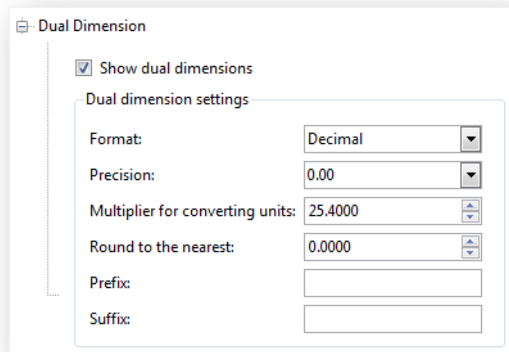 Dual Dimension
Show dual dimensions
Dual dimension settings
Format: Decimal
Precision: 0.00
Multiplier for converting units: 25.4000
Round to the nearest: 0.0000
Prefix:
Suffix: